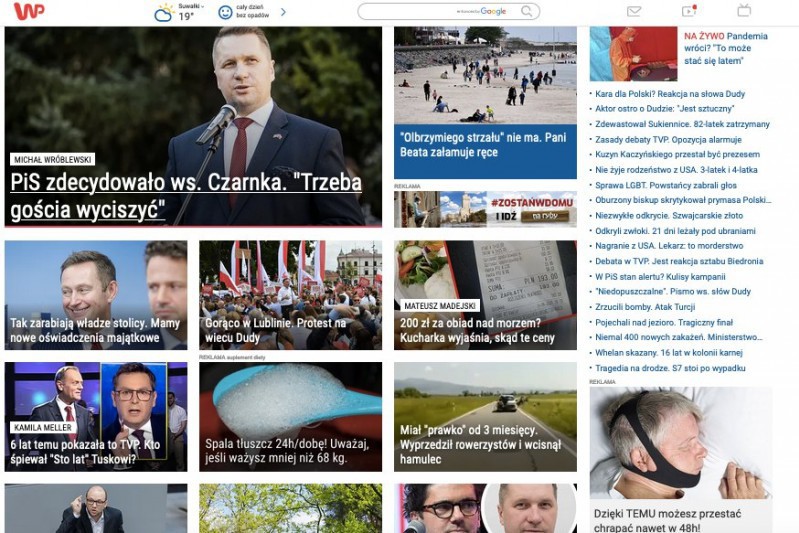 WP
Suwałki
19°
cały dzień
bez opadów
Google
MICHAŁ WRÓBLEWSKI
PiS zdecydowało ws. Czarnka. "Trzeba
gościa wyciszyć"
"Olbrzymiego strzału" nie ma. Pani
Beata załamuje ręce
REKLAMA
#ZOSTAŃWDOMU
I IDŹ na ryby
NA ŻYWO Pandemia
wróci? "To może
stać się latem"
• Kara dla Polski? Reakcja na słowa Dudy
• Aktor ostro o Dudzie: "Jest sztuczny"
• Zdewastował Sukiennice. 82-latek zatrzymany
• Zasady debaty TVP. Opozycja alarmuje
• Kuzyn Kaczyńskiego przestał być prezesem
• Nie żyje rodzeństwo z USA. 3-latek i 4-latka
• Sprawa LGBT. Powstańcy zabrali głos
• Oburzony biskup skrytykował prymasa Polski...
• Niezwykłe odkrycie. Szwajcarskie złoto
• Odkryli zwłoki. 21 dni leżały pod ubraniami
• Nagranie z USA. Lekarz: to morderstwo
• Debata w TVP. Jest reakcja sztabu Biedronia
• W PiS stan alertu? Kulisy kampanii
• "Niedopuszczalne". Pismo ws. słów Dudy
• Zrzucili bomby. Atak Turcji
• Pojechali nad jezioro. Tragiczny finał
• Niemal 400 nowych zakażeń. Ministerstwo...
• Whelan skazany. 16 lat w kolonii karnej
• Tragedia na drodze. S7 stoi po wypadku
Tak zarabiają władze stolicy. Mamy
nowe oświadczenia majątkowe
Gorąco w Lublinie. Protest na
wiecu Dudy
SUMA PLN 193.00
MATEUSZ MADEJSKI
200 zł za obiad nad morzem?
Kucharka wyjaśnia, skąd te ceny
KAMILA MELLER
6 lat temu pokazała to TVP. Kto
śpiewał "Sto lat" Tuskowi?
REKLAMA suplement diety
Spala tłuszcz 24h/dobę! Uważaj,
jeśli ważysz mniej niż 68 kg.
Miał "prawko" od 3 miesięcy.
Wyprzedził rowerzystów i wcisnął
hamulec
REKLAMA
Dzięki TEMU możesz przestać
chrapać nawet w 48h!